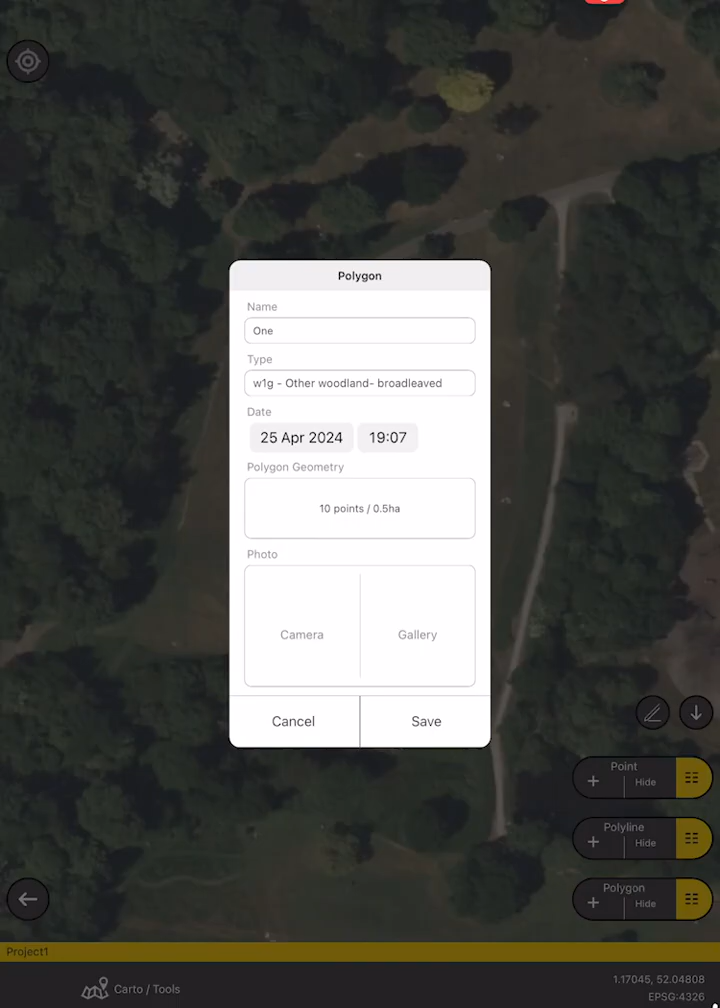 Polygon
Name
One
Type
w1g - Other woodland- broadleaved
Date
25 Apr 2024 19:07
Polygon Geometry
10 points / 0.5ha
Photo
Camera Gallery
Cancel Save
Point
+ Hide
Polyline
+ Hide
Polygon
+ Hide
Project1
Carto / Tools
1.17045, 52.04808
EPSG:4326